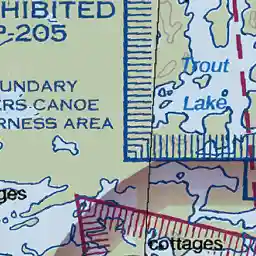 HIBITED
P-205
Trout
Lake
UNDARY
ERS CANOE
RNESS AREA
ges
cottages